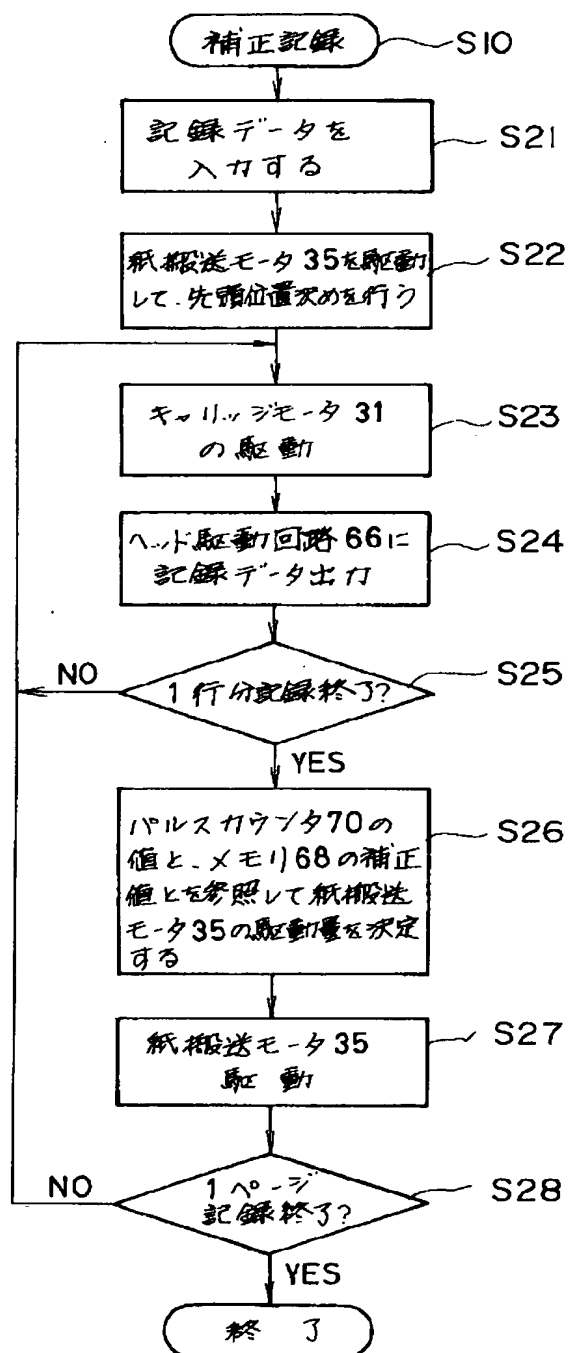 補正記録
S10
記録データを
入力する
S21
紙搬送モータ35を駆動
して、先頭位置決めを行う
S22
キャリッジモータ 31
の駆動
S23
ヘッド駆動回路66に
記録データ出力
S24
1行分記録終了?
S25
NO
YES
パルスカウンタ70の
値と、メモリ68の補正
値とを参照して紙搬送
モータ35の駆動量を決定
する
S26
紙搬送モータ35
駆動
S27
1ページ
記録終了?
S28
NO
YES
終了